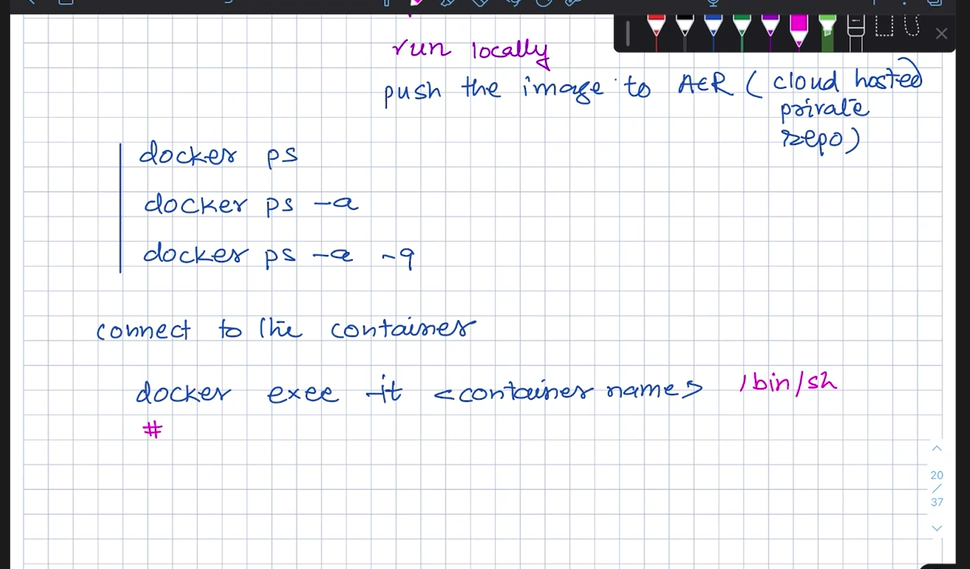 run locally
push the image to ACR ( cloud hosted
private
repo)
docker ps
docker ps -a
docker ps -a -q
connect to the container
docker exec -it <container name> /bin/sh
#
20
/
37